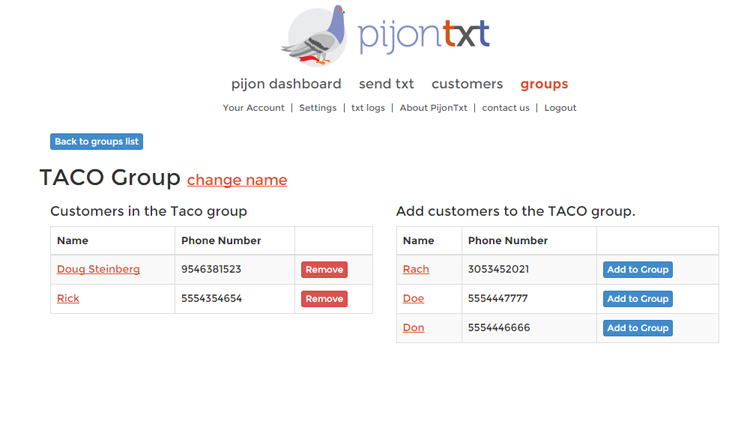 pijontxt
pijon dashboard send txt customers groups
Your Account | Settings | txt logs | About PijonTxt | contact us | Logout
Back to groups list
TACO Group change name
Customers in the Taco group
Name Phone Number
Doug Steinberg 9546381523 Remove
Rick 5554354654 Remove
Add customers to the TACO group.
Name Phone Number
Rach 3053452021 Add to Group
Doe 5554447777 Add to Group
Don 5554446666 Add to Group